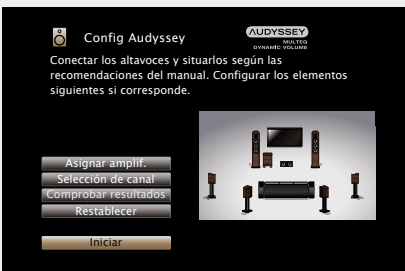 Config Audyssey
AUDYSSEY
MULTEQ
DYNAMIC VOLUME
Conectar los altavoces y situarlos según las
recomendaciones del manual. Configurar los elementos
siguientes si corresponde.
Asignar amplif.
Selección de canal
Comprobar resultados
Restablecer
Iniciar